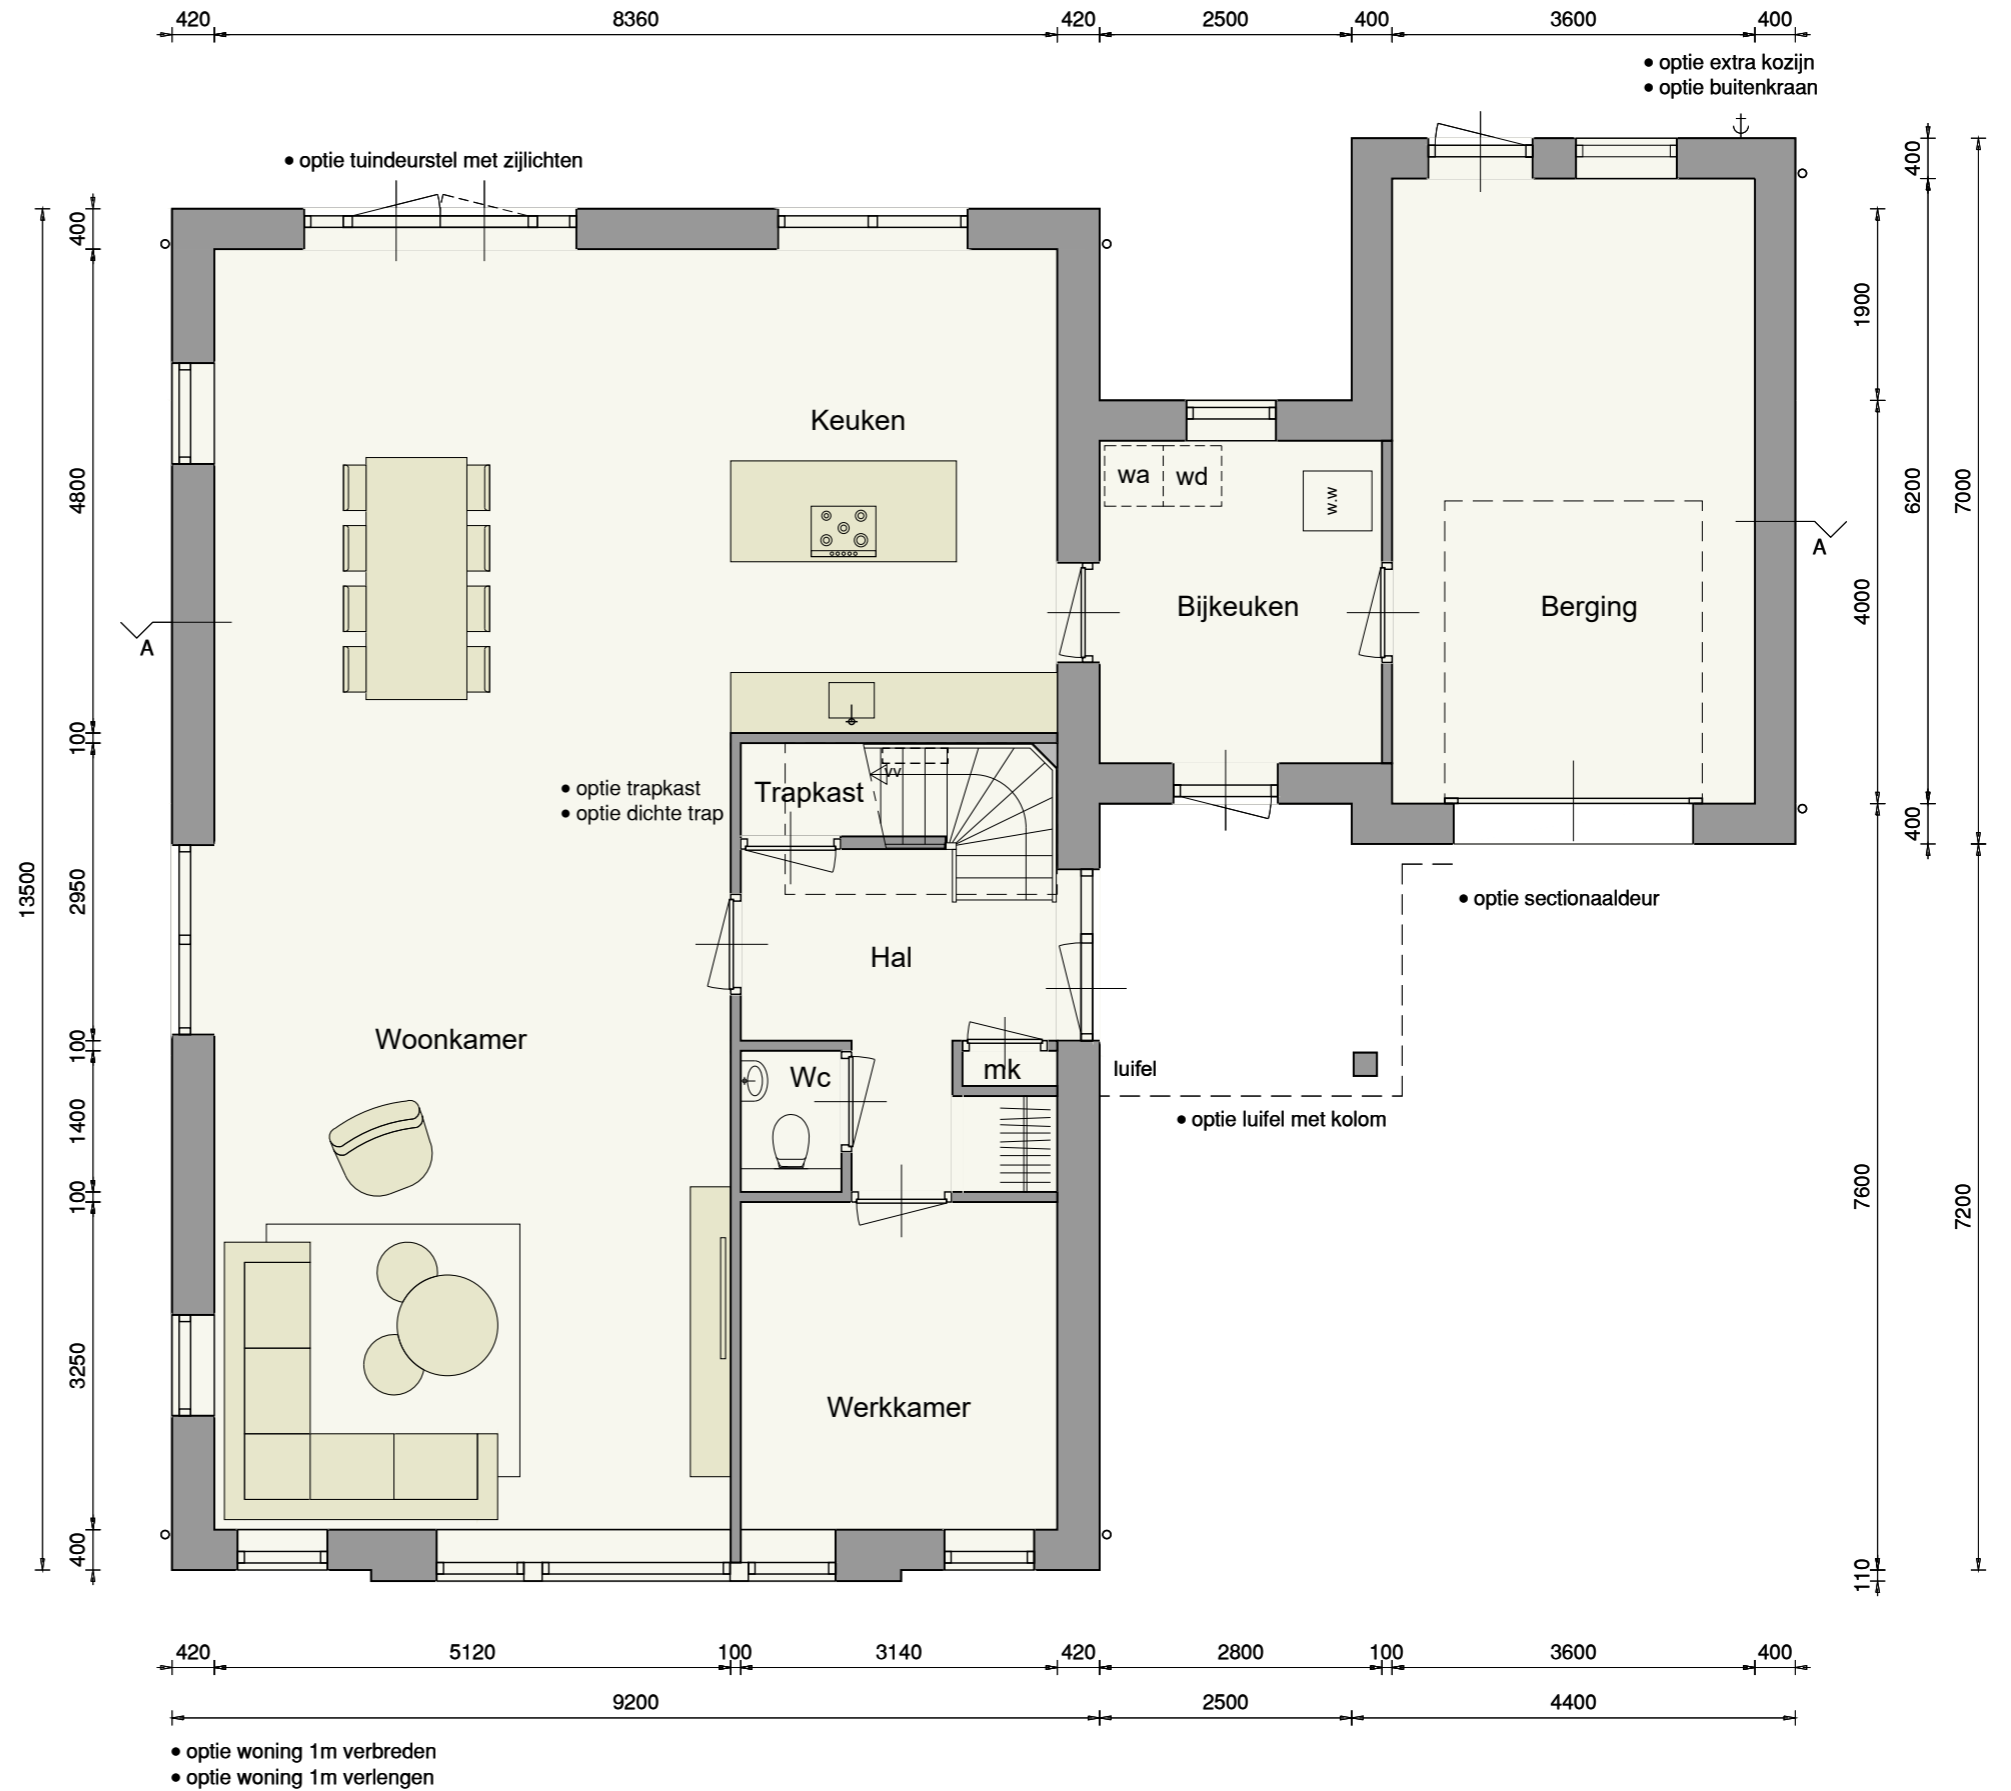 420 8360 420 2500 400 3600 400
• optie extra kozijn
• optie buitenkraan
• optie tuindeurstel met zijlichten
400
400
1900
Keuken
wa wd
w.w
4800
6200
7000
A
A
Bijkeuken
Berging
4000
100
Trapkast
vv
• optie trapkast
• optie dichte trap
400
13500
2950
• optie sectionaaldeur
Hal
Woonkamer
100
Wc
mk
luifel
• optie luifel met kolom
1400
100
7600
7200
3250
Werkkamer
400
110
420 5120 100 3140 420 2800 100 3600 400
9200 2500 4400
• optie woning 1m verbreden
• optie woning 1m verlengen